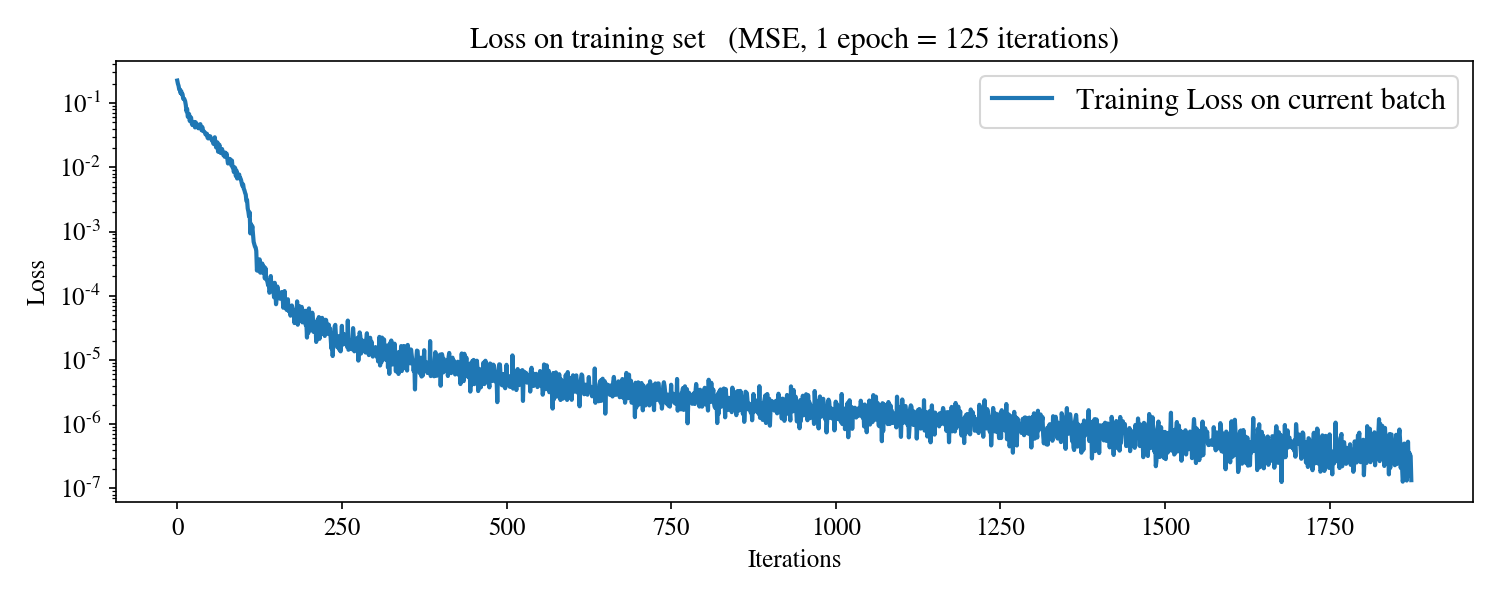 Loss on training set (MSE, 1 epoch = 125 iterations)
Training Loss on current batch
Loss
10⁻¹
10⁻²
10⁻³
10⁻⁴
10⁻⁵
10⁻⁶
10⁻⁷
0 250 500 750 1000 1250 1500 1750
Iterations